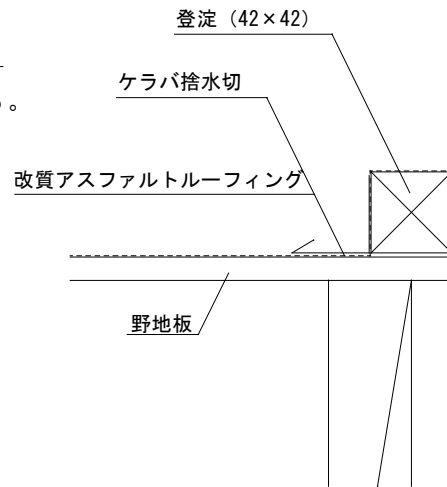 登淀（42×42）
ケラバ捨水切
。
改質アスファルトルーフィング
野地板